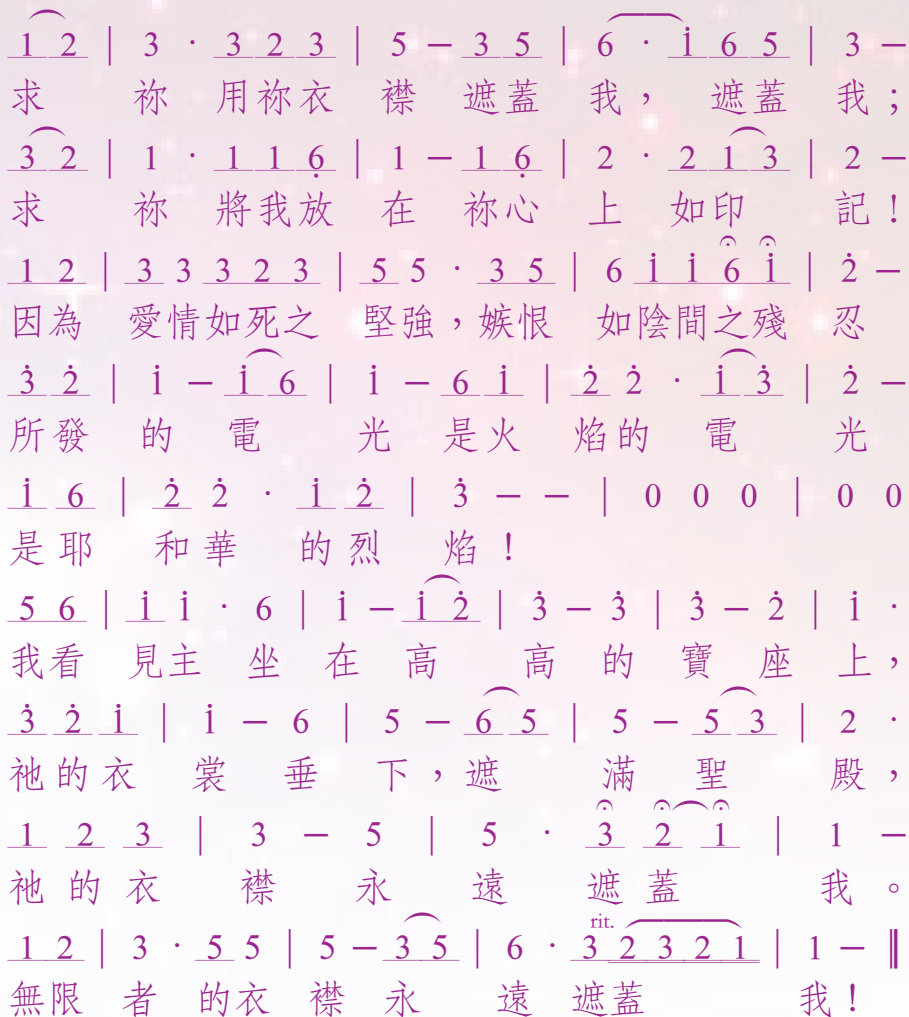 1 2 | 3 · 3 2 3 | 5 – 3 5 | 6 · i̇ 6 5 | 3 –
求 祢 用祢衣 襟 遮蓋 我， 遮蓋 我；
3 2 | 1 · 1 1 6̣ | 1 – 1 6̣ | 2 · 2 1 3 | 2 –
求 祢 將我放 在 祢心 上 如印 記！
1 2 | 3 3 3 2 3 | 5 5 · 3 5 | 6 1̇ 1̇ 6 1̇ | 2̇ –
因為 愛情如死之 堅強，嫉恨 如陰間之殘 忍
3̇ 2̇ | 1̇ – 1̇ 6 | 1̇ – 6 1̇ | 2̇ 2̇ · 1̇ 3̇ | 2̇ –
所發 的 電 光 是火 焰的 電 光
1̇ 6 | 2̇ 2̇ · 1̇ 2̇ | 3̇ – – | 0 0 0 | 0 0
是耶 和華 的烈 焰！
5 6 | 1̇ 1̇ · 6 | 1̇ – 1̇ 2̇ | 3̇ – 3̇ | 3̇ – 2̇ | 1̇ ·
我看 見主 坐 在 高 高 的 寶 座 上，
3̇ 2̇ 1̇ | 1̇ – 6 | 5 – 6 5 | 5 – 5 3 | 2 ·
祂的衣 裳 垂 下，遮 滿 聖 殿，
1 2 3 | 3 – 5 | 5 · 3 2 1 | 1 –
祂的衣 襟 永 遠 遮蓋 我。
rit.
1 2 | 3 · 5 5 | 5 – 3 5 | 6 · 3 2 3 2 1 | 1 – ‖
無限 者 的衣 襟 永 遠 遮蓋 我！